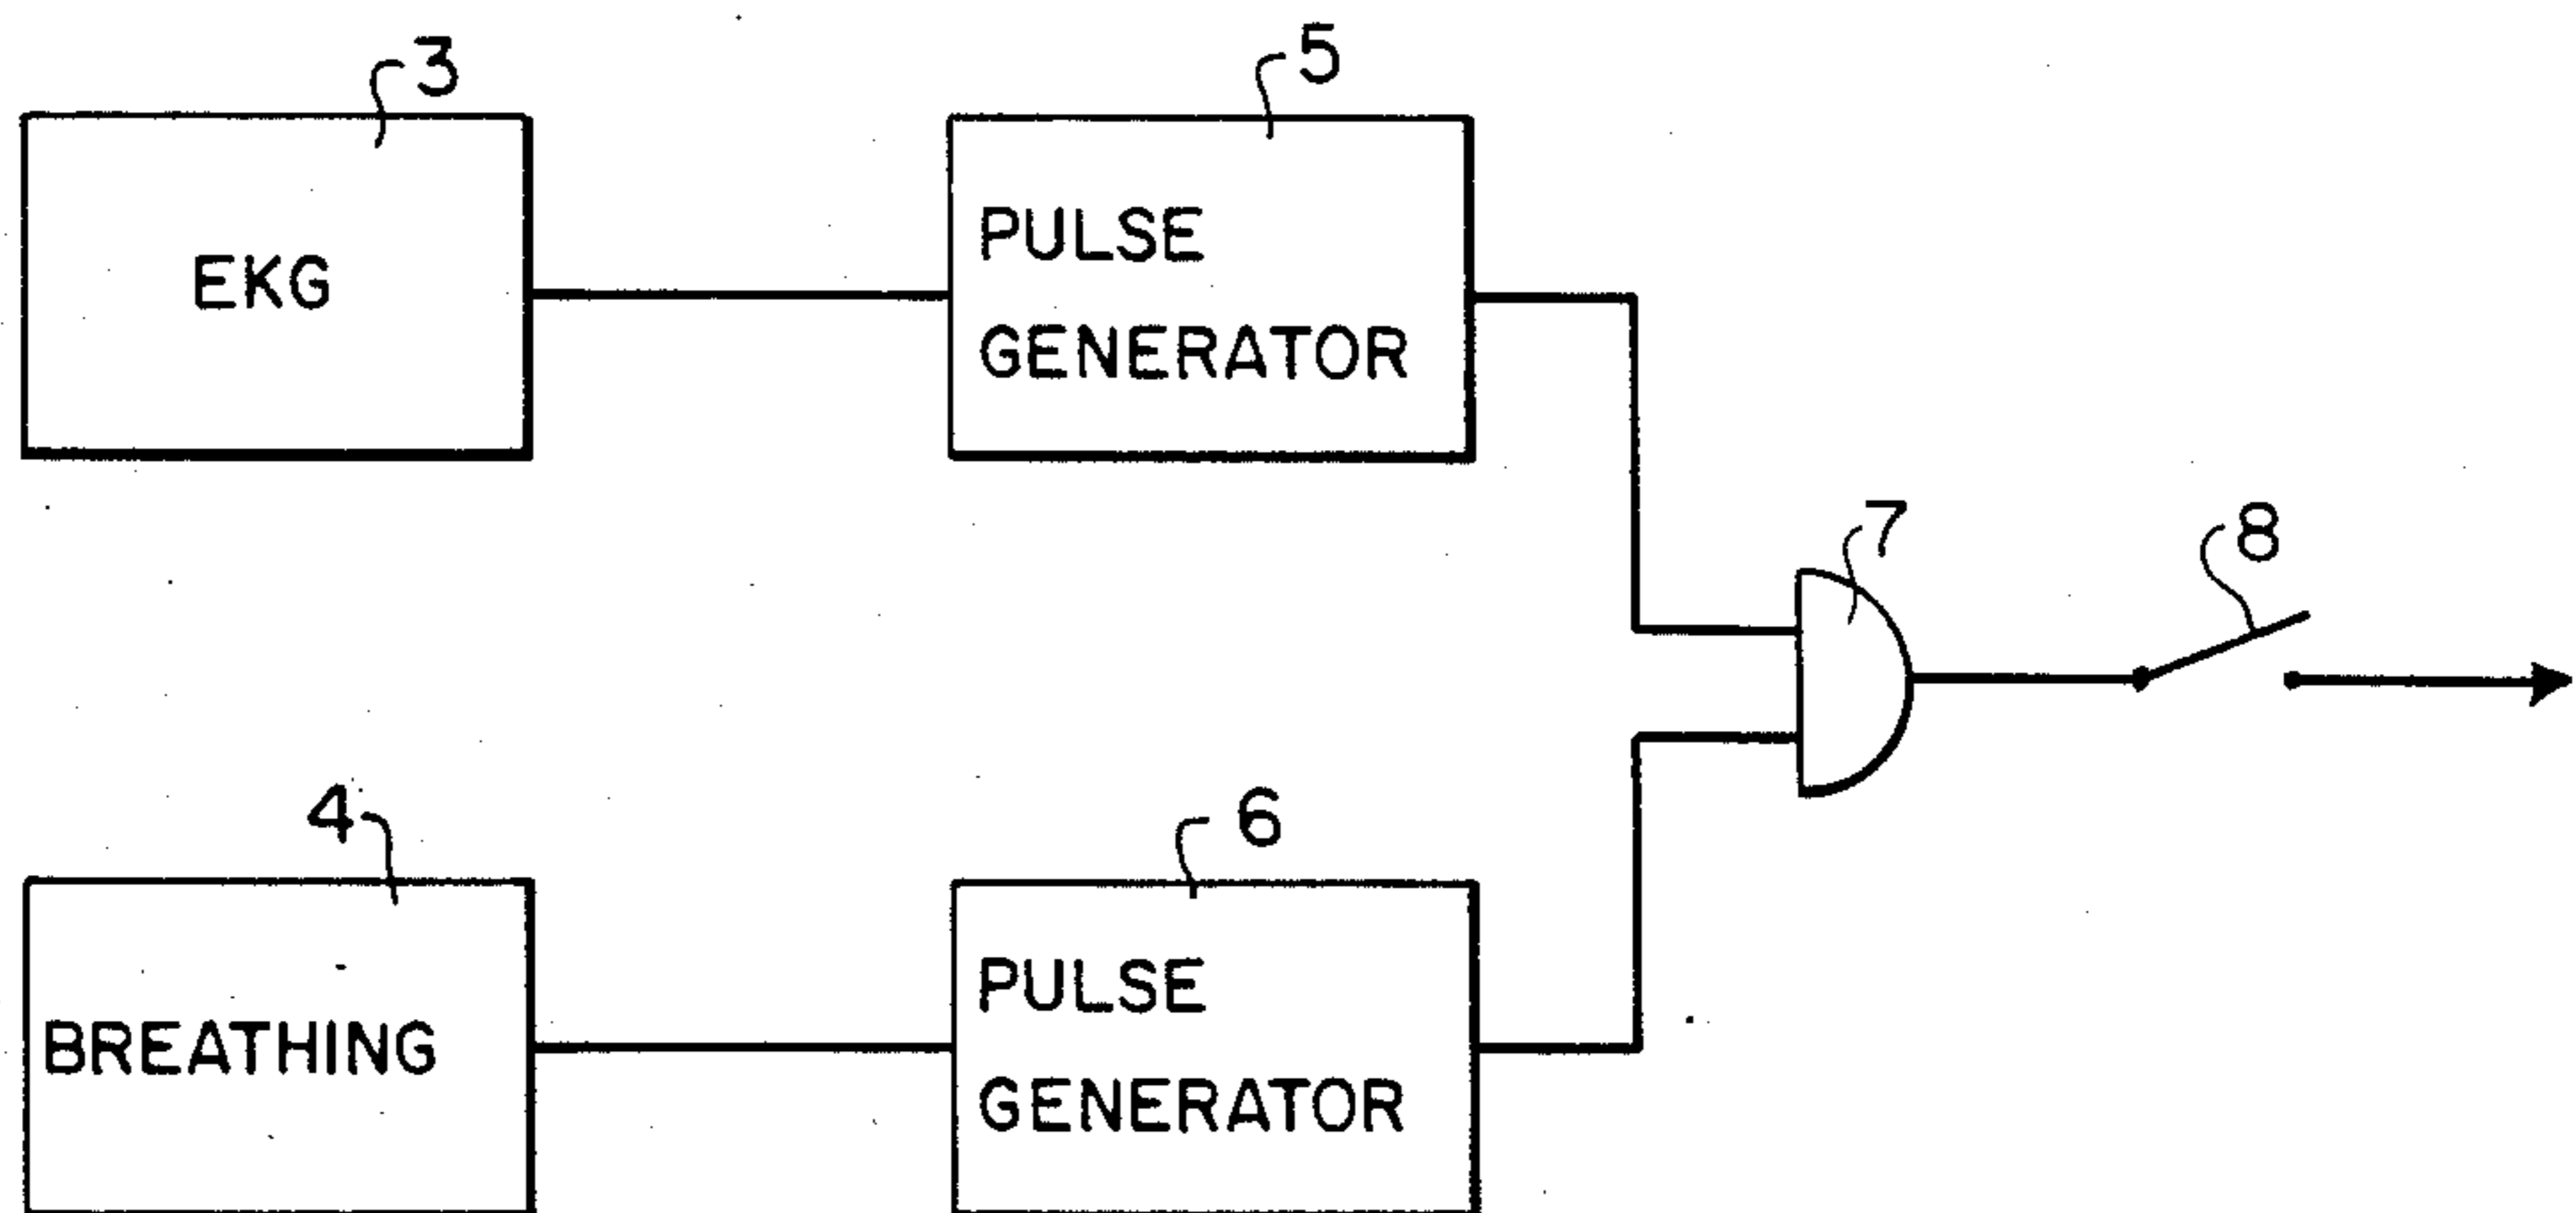 3
5
EKG
PULSE
GENERATOR
7
8
4
6
BREATHING
PULSE
GENERATOR